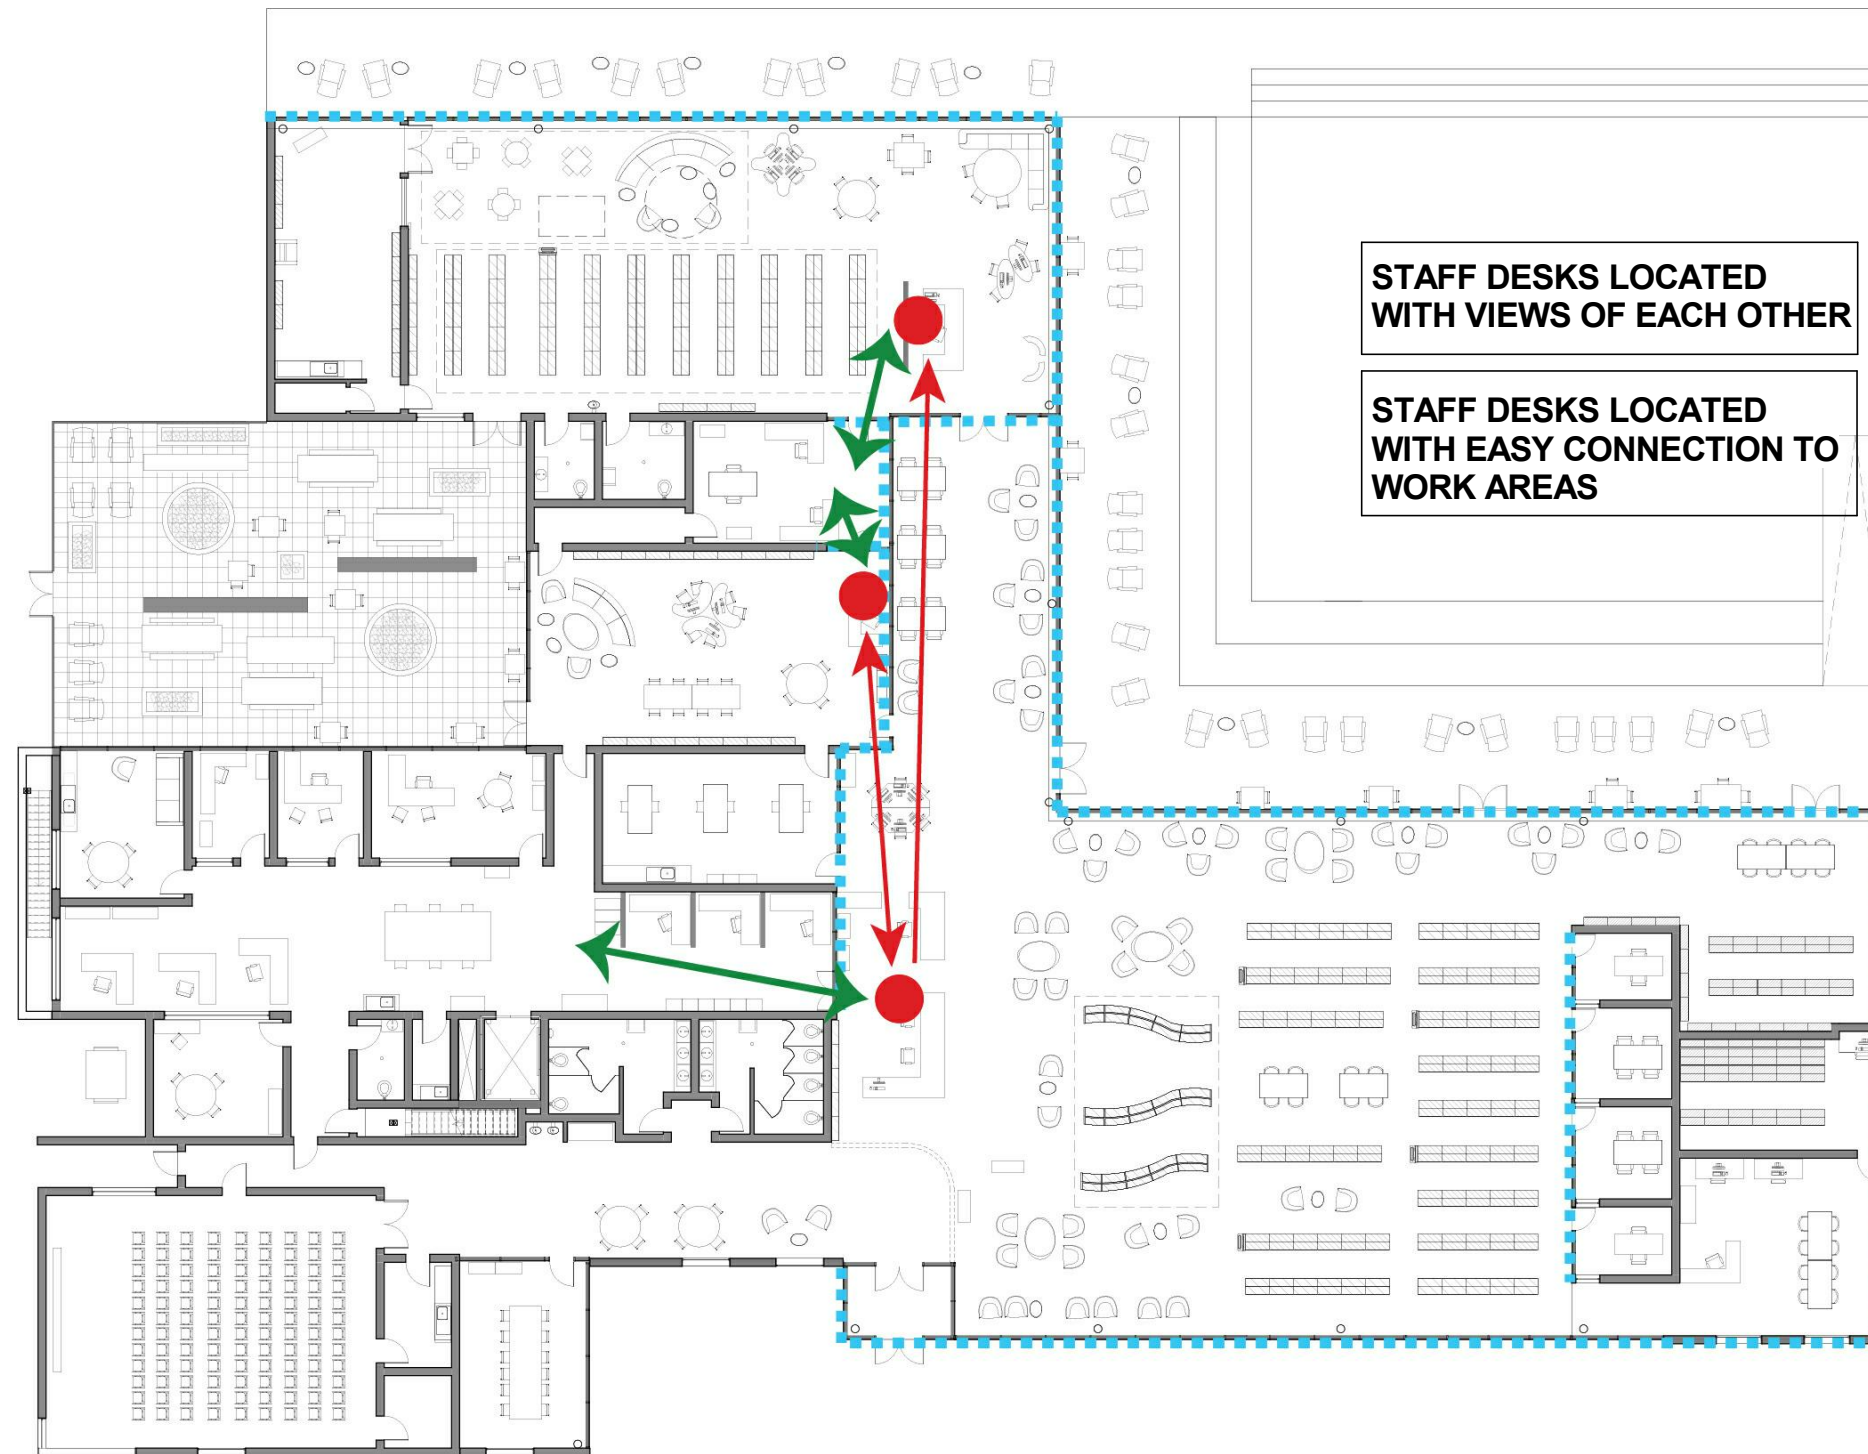 STAFF DESKS LOCATED
WITH VIEWS OF EACH OTHER
STAFF DESKS LOCATED
WITH EASY CONNECTION TO
WORK AREAS